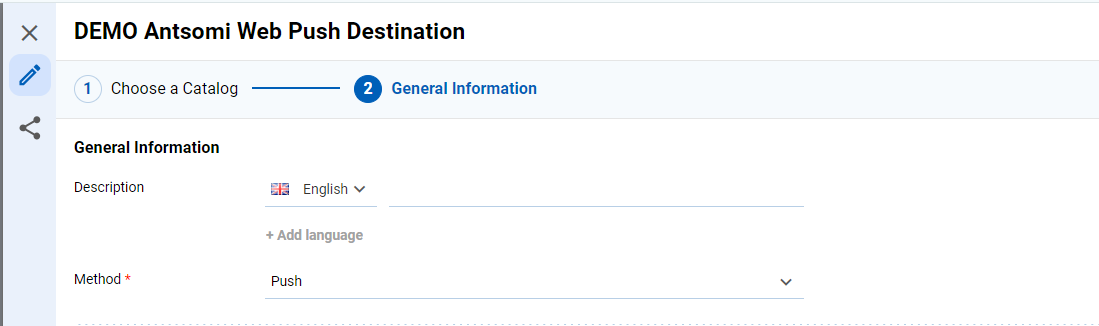 DEMO Antsomi Web Push Destination
1 Choose a Catalog 2 General Information
General Information
Description English
+ Add language
Method * Push